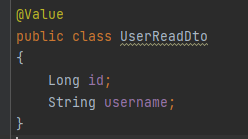 @Value
public class UserReadDto
{
    Long id;
    String username;
}